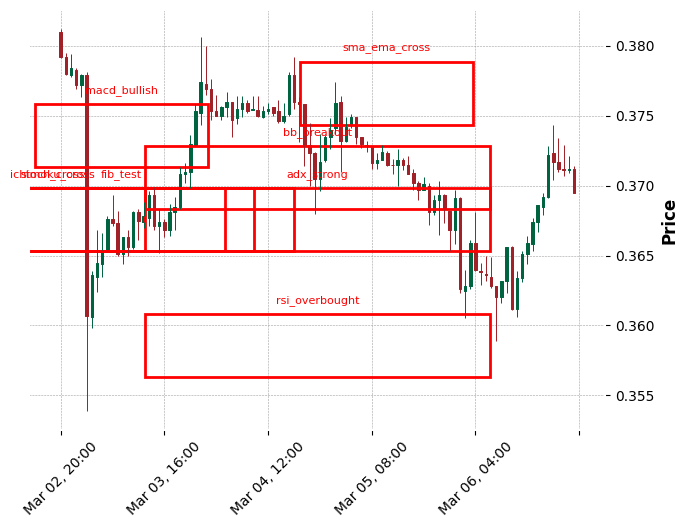 sma_ema_cross
0.380
macd_bullish
0.375
bb_breakout
fib_test
adx_strong
0.370
Price
0.365
rsi_overbought
0.360
0.355
Mar 02, 20:00
Mar 03, 16:00
Mar 04, 12:00
Mar 05, 08:00
Mar 06, 04:00